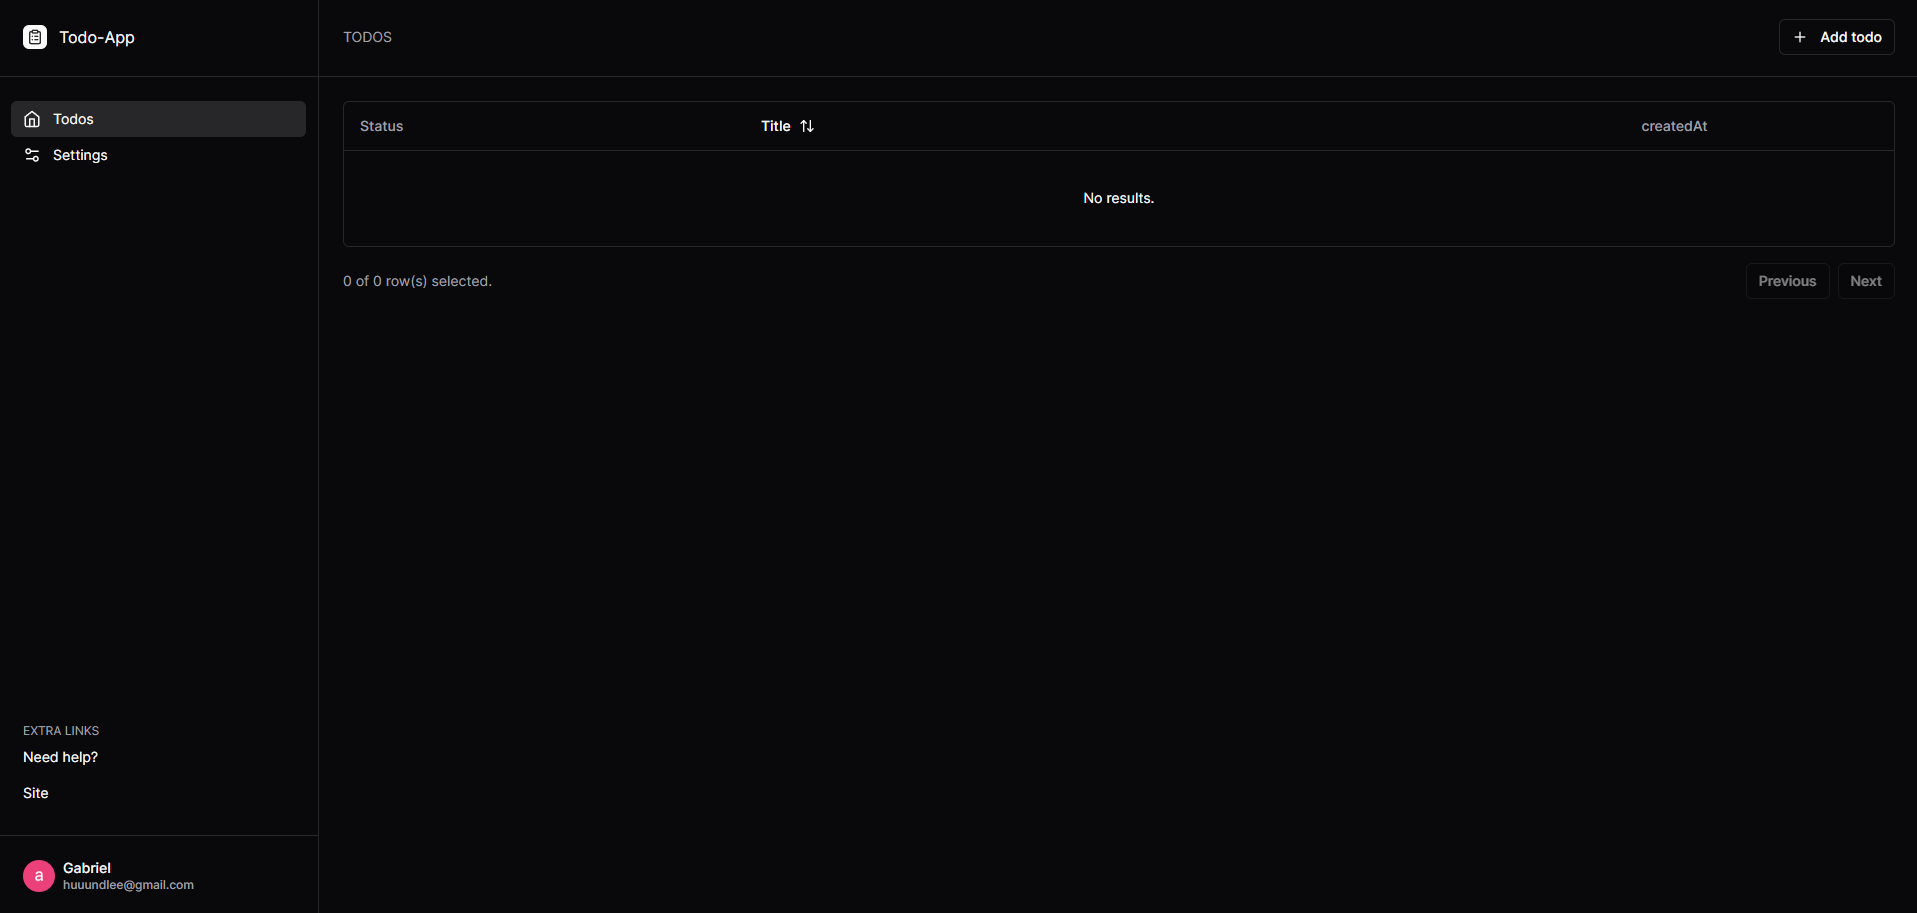 Todo-App
TODOS
Add todo
Todos
Settings
Status Title createdAt
No results.
0 of 0 row(s) selected.
Previous Next
EXTRA LINKS
Need help?
Site
a
Gabriel
huuundlee@gmail.com